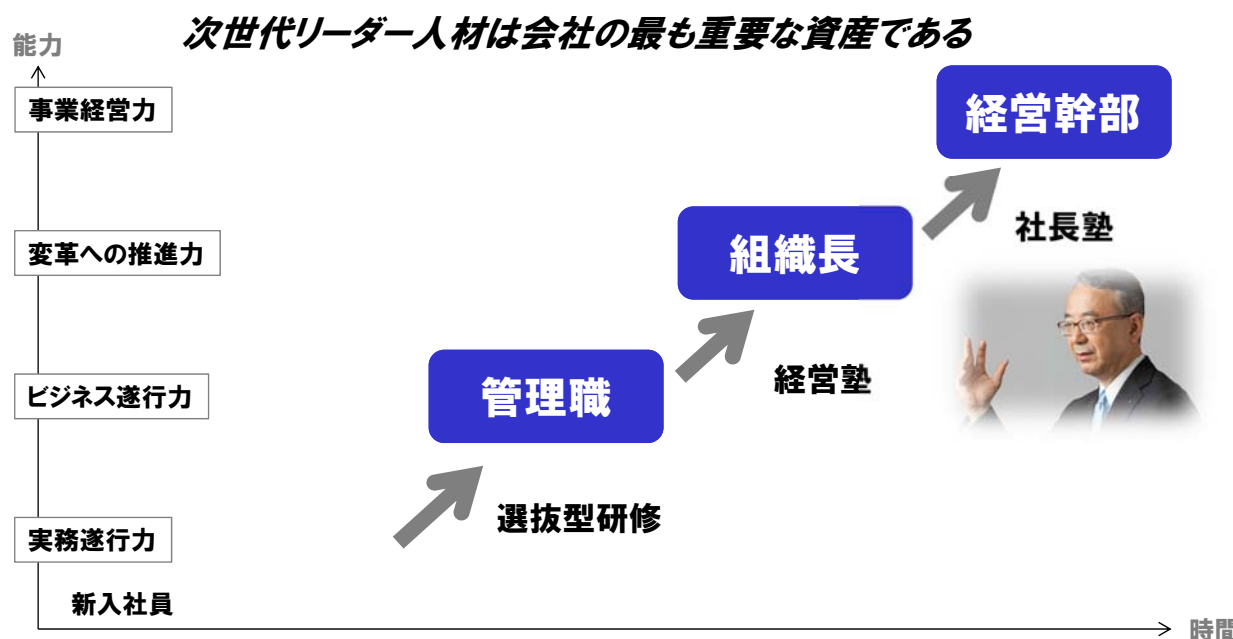 次世代リーダー人材は会社の最も重要な資産である
能力
事業経営力
経営幹部
社長塾
変革への推進力
組織長
経営塾
ビジネス遂行力
管理職
選抜型研修
実務遂行力
新入社員
時間